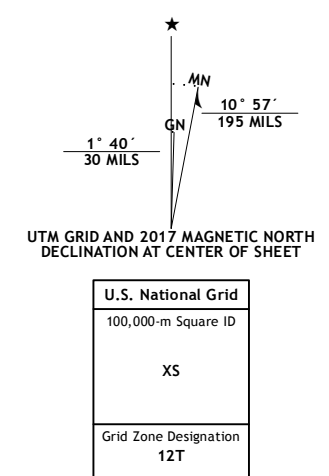 MN
GN
10° 57´
195 MILS
1° 40´
30 MILS
UTM GRID AND 2017 MAGNETIC NORTH
DECLINATION AT CENTER OF SHEET
U.S. National Grid
100,000-m Square ID
XS
Grid Zone Designation
12T